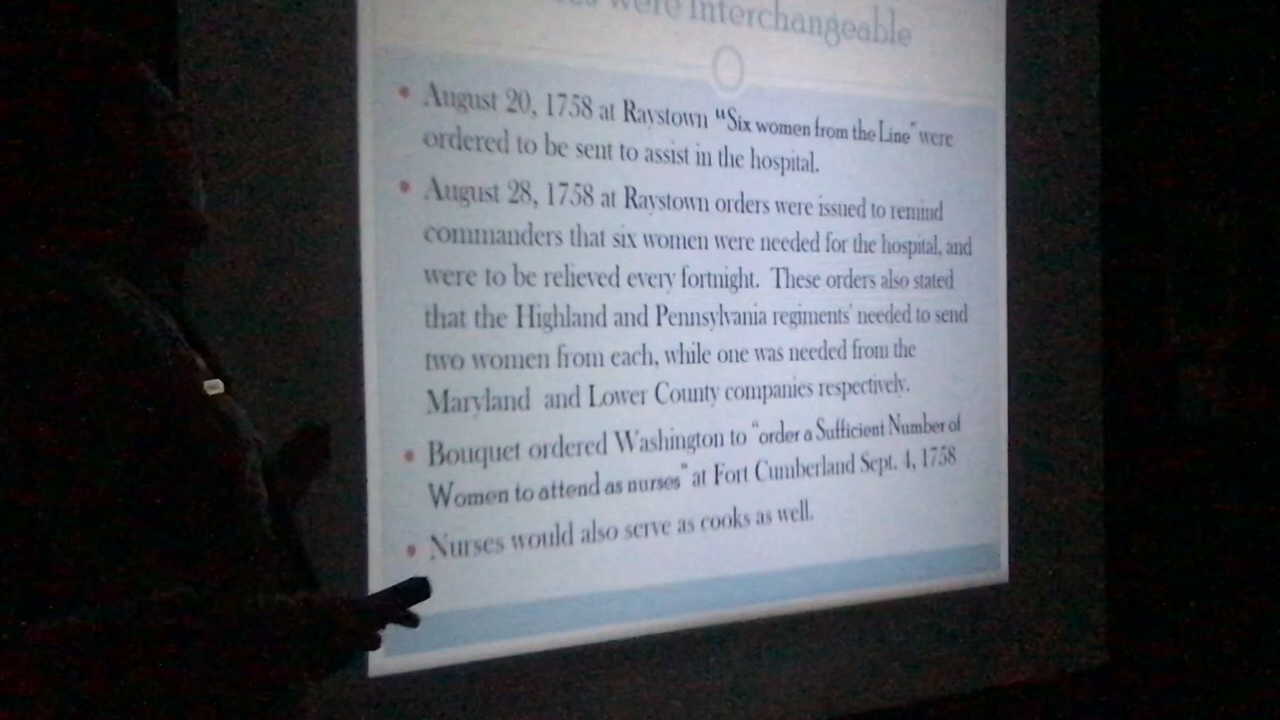 were interchangeable
• August 20, 1758 at Raystown "Six women from the Line" were
ordered to be sent to assist in the hospital.
• August 28, 1758 at Raystown orders were issued to remind
commanders that six women were needed for the hospital, and
were to be relieved every fortnight. These orders also stated
that the Highland and Pennsylvania regiments' needed to send
two women from each, while one was needed from the
Maryland and Lower County companies respectively.
• Bouquet ordered Washington to "order a Sufficient Number of
Women to attend as nurses" at Fort Cumberland Sept. 4, 1758
• Nurses would also serve as cooks as well.